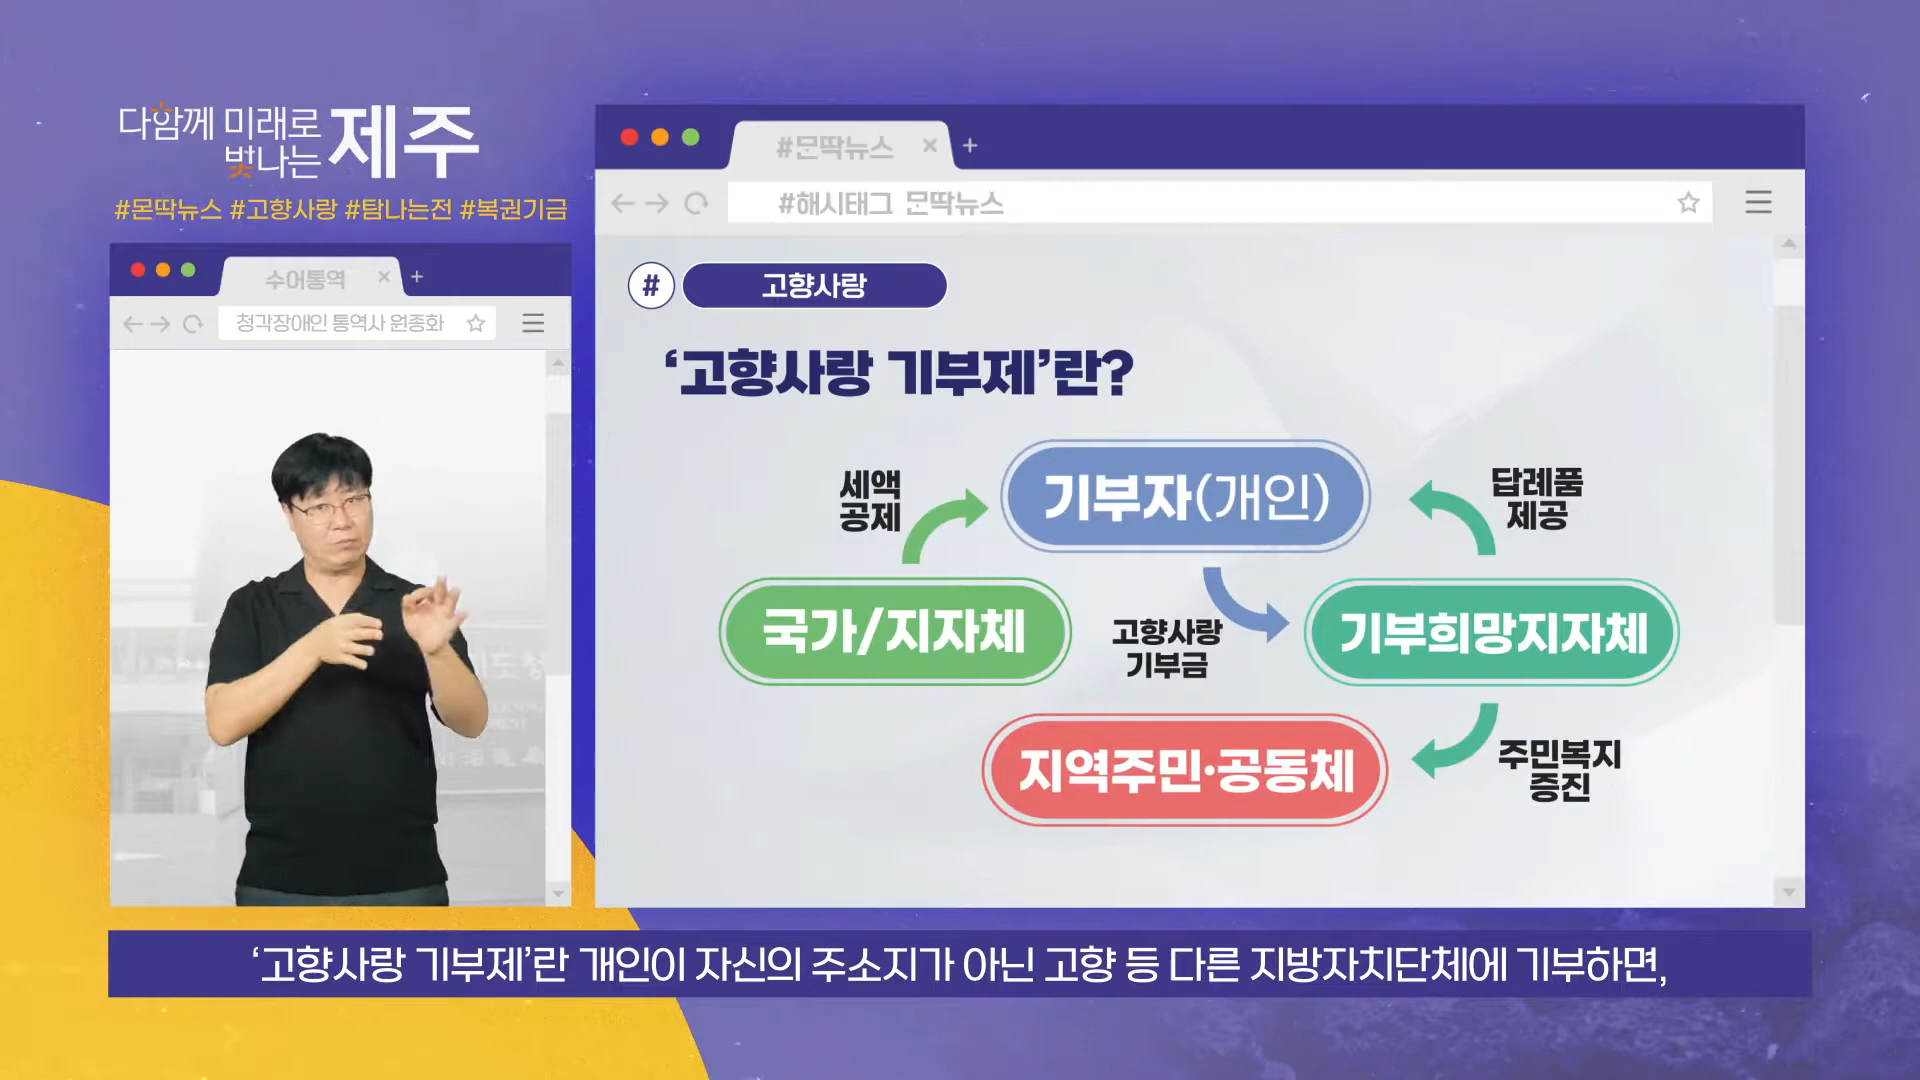 다함께 미래로
빛나는 제주
#몬딱뉴스 #고향사랑 #탐나는전 #복권기금
수어통역
청각장애인 통역사 원종화
#몬딱뉴스
#해시태그 몬딱뉴스
# 고향사랑
‘고향사랑 기부제’란?
세액
공제
기부자(개인)
답례품
제공
국가/지자체
고향사랑
기부금
기부희망지자체
지역주민·공동체
주민복지
증진
‘고향사랑 기부제’란 개인이 자신의 주소지가 아닌 고향 등 다른 지방자치단체에 기부하면,